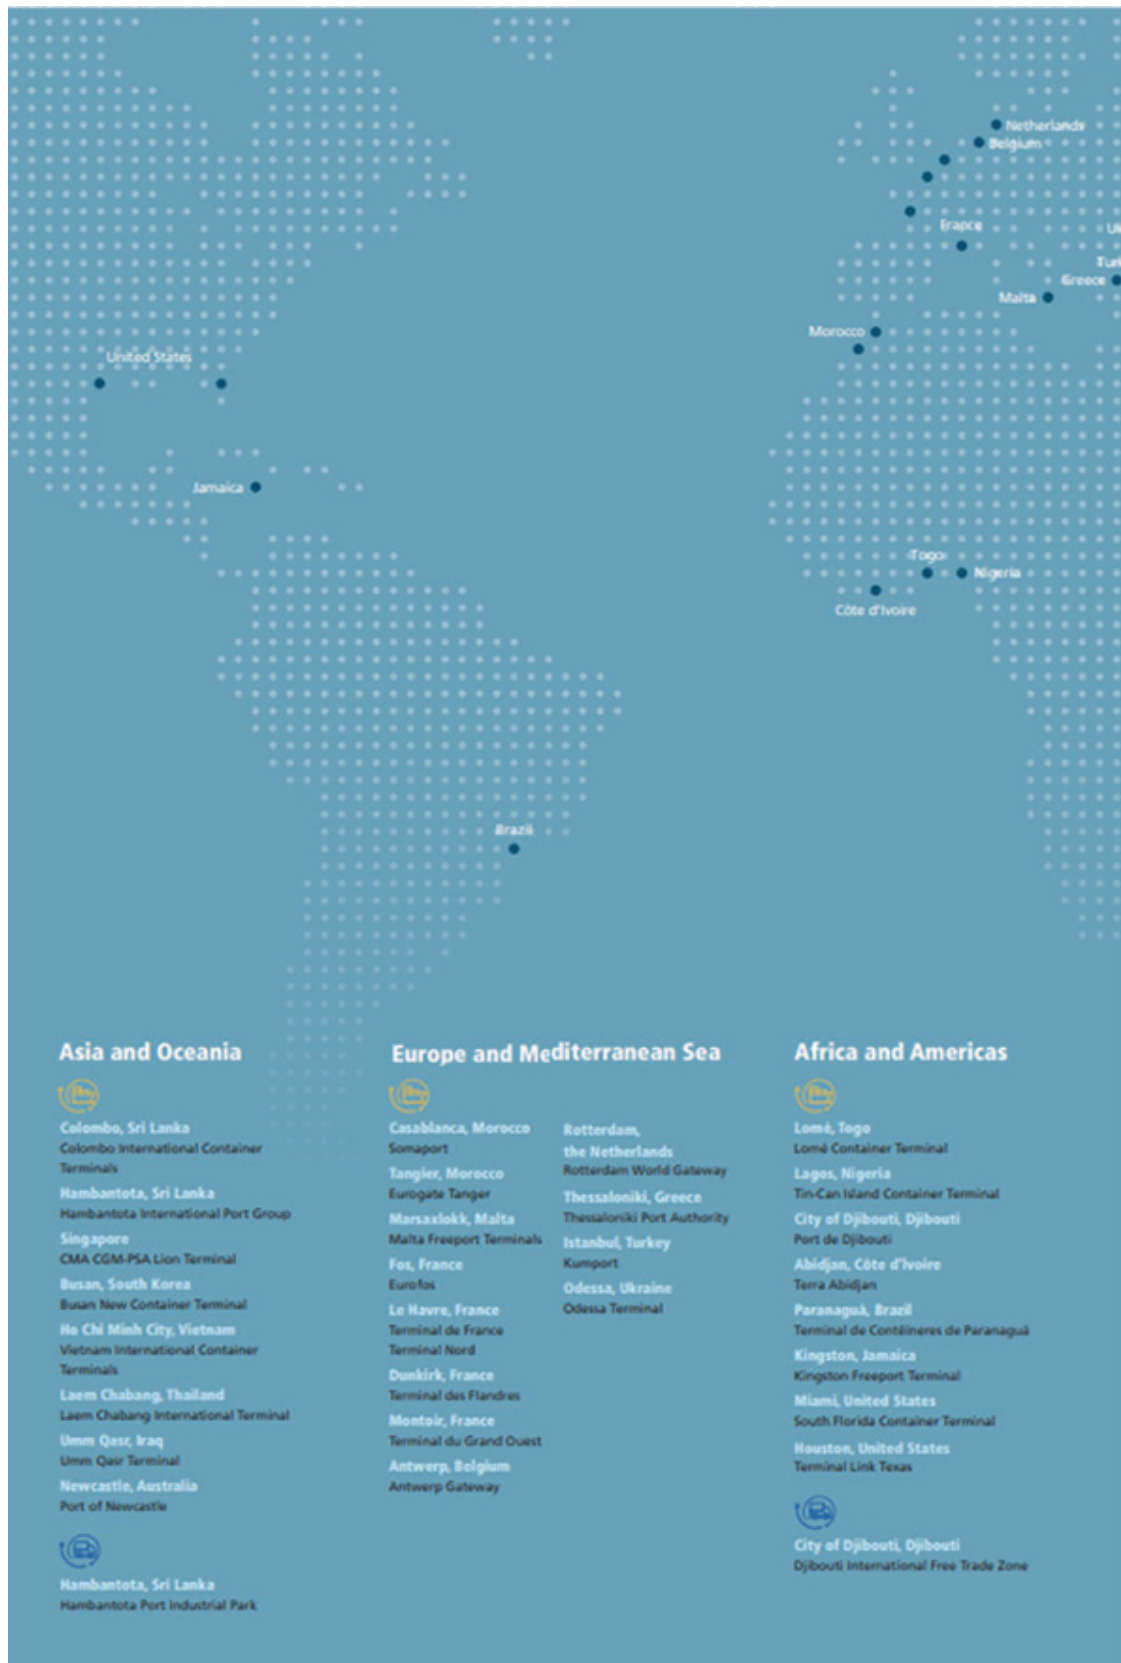 Netherlands
Belgium
France
Uk
Turk
Greece
Malta
Morocco
United States
Jamaica
Togo
Nigeria
Côte d'Ivoire
Brazil
Asia and Oceania
Colombo, Sri Lanka
Colombo International Container
Terminals
Hambantota, Sri Lanka
Hambantota International Port Group
Singapore
CMA CGM-PSA Lion Terminal
Busan, South Korea
Busan New Container Terminal
Ho Chi Minh City, Vietnam
Vietnam International Container
Terminals
Laem Chabang, Thailand
Laem Chabang International Terminal
Umm Qasr, Iraq
Umm Qasr Terminal
Newcastle, Australia
Port of Newcastle
Hambantota, Sri Lanka
Hambantota Port Industrial Park
Europe and Mediterranean Sea
Casablanca, Morocco
Somaport
Tangier, Morocco
Eurogate Tanger
Marsaxlokk, Malta
Malta Freeport Terminals
Fos, France
Eurofos
Le Havre, France
Terminal de France
Terminal Nord
Dunkirk, France
Terminal des Flandres
Montoir, France
Terminal du Grand Ouest
Antwerp, Belgium
Antwerp Gateway
Rotterdam,
the Netherlands
Rotterdam World Gateway
Thessaloniki, Greece
Thessaloniki Port Authority
Istanbul, Turkey
Kumport
Odessa, Ukraine
Odessa Terminal
Africa and Americas
Lomé, Togo
Lomé Container Terminal
Lagos, Nigeria
Tin-Can Island Container Terminal
City of Djibouti, Djibouti
Port de Djibouti
Abidjan, Côte d'Ivoire
Terra Abidjan
Paranaguà, Brazil
Terminal de Contêineres de Paranaguà
Kingston, Jamaica
Kingston Freeport Terminal
Miami, United States
South Florida Container Terminal
Houston, United States
Terminal Link Texas
City of Djibouti, Djibouti
Djibouti International Free Trade Zone